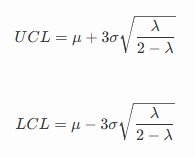 UCL = μ + 3σ√(λ / (2 − λ))
LCL = μ − 3σ√(λ / (2 − λ))